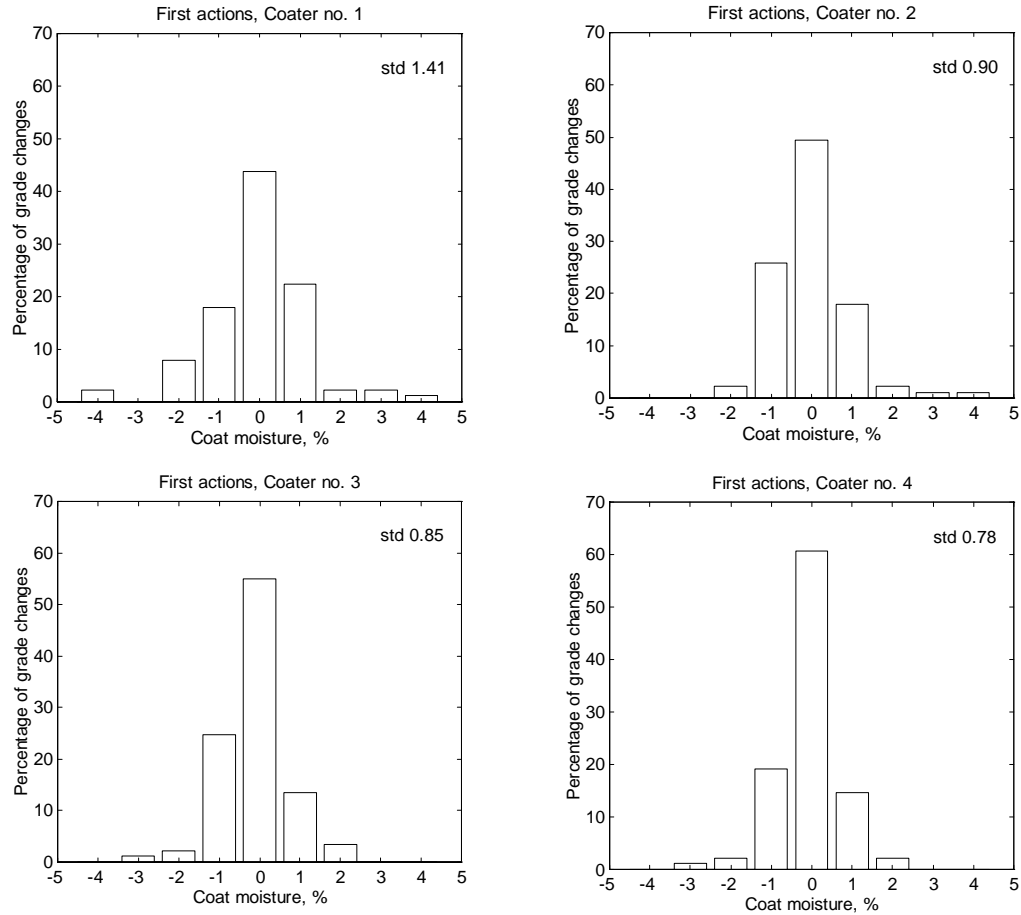 First actions, Coater no. 1
70
60
50
40
30
20
10
0
Percentage of grade changes
std 1.41
-5 -4 -3 -2 -1 0 1 2 3 4 5
Coat moisture, %
First actions, Coater no. 2
70
60
50
40
30
20
10
0
Percentage of grade changes
std 0.90
-5 -4 -3 -2 -1 0 1 2 3 4 5
Coat moisture, %
First actions, Coater no. 3
70
60
50
40
30
20
10
0
Percentage of grade changes
std 0.85
-5 -4 -3 -2 -1 0 1 2 3 4 5
Coat moisture, %
First actions, Coater no. 4
70
60
50
40
30
20
10
0
Percentage of grade changes
std 0.78
-5 -4 -3 -2 -1 0 1 2 3 4 5
Coat moisture, %